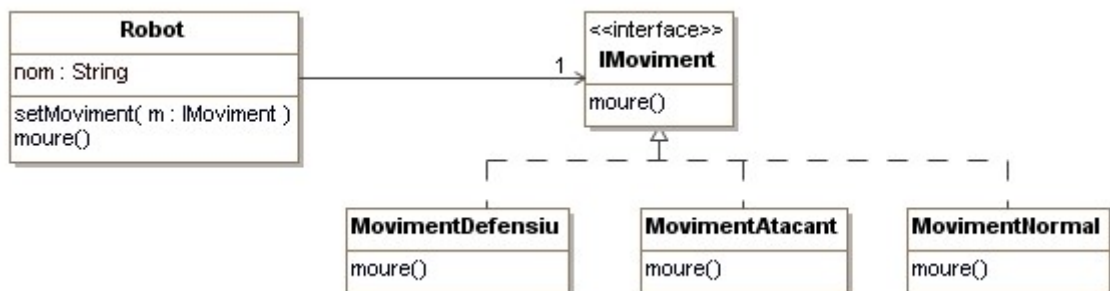 Robot
nom : String
setMoviment( m : IMoviment )
moure()
1
<<interface>>
IMoviment
moure()
MovimentDefensiu
moure()
MovimentAtacant
moure()
MovimentNormal
moure()